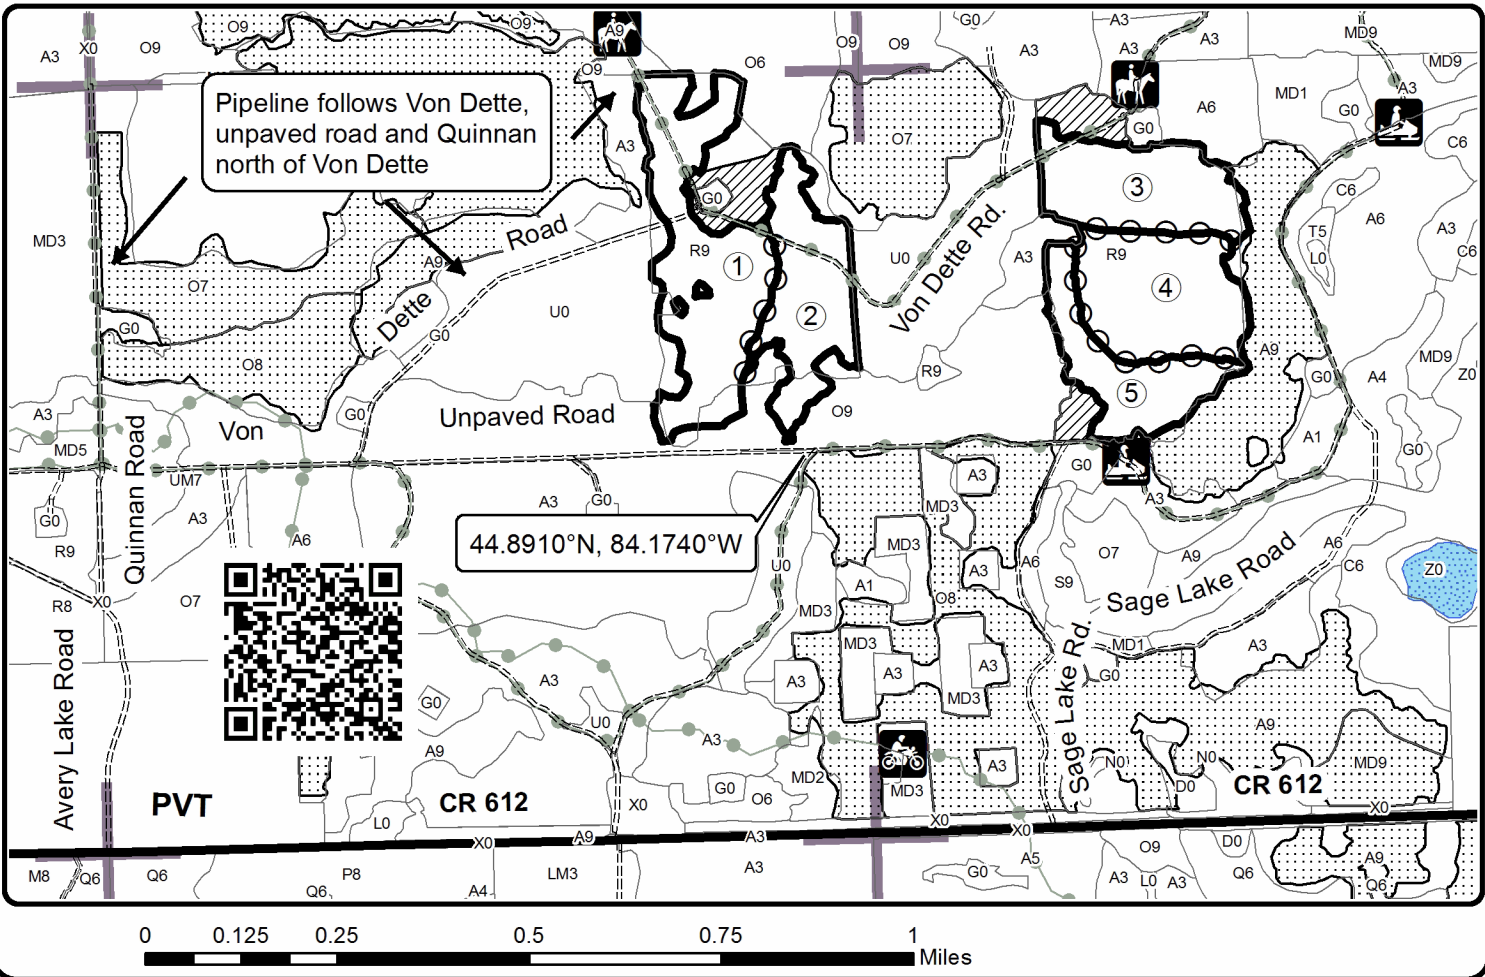 O9
O9
A9
O9
O9
G0
A3
A3
A3
MD9
MD9
A3
X0
O9
O9
O6
A3
A6
MD1
G0
A3
C6
Pipeline follows Von Dette,
unpaved road and Quinnan
north of Von Dette
A3
G0
O7
G0
3
C6
A6
T5
L0
A3
C6
MD3
Road
A9
R9
1
U0
Von Dette Rd.
A3
R9
4
O7
G0
Dette
G0
U0
2
O8
R9
A9
MD9
Z0
G0
A4
5
A3
MD5
Von
G0
Unpaved Road
O9
A1
G0
Quinnan Road
UM7
A3
G0
R9
A6
A3
G0
44.8910°N, 84.1740°W
A3
MD3
G0
A3
MD3
U0
A1
A3
A6
O7
A9
A6
C6
Z0
S9
Sage Lake Road
R8
X0
O7
MD3
O8
MD3
A3
A3
A3
MD3
MD1
G0
A3
Sage Lake Rd.
Avery Lake Road
A3
G0
U0
A9
A3
MD2
G0
O6
MD3
A3
N0
N0
D0
A9
MD9
PVT
CR 612
CR 612
L0
X0
X0
A9
A3
X0
X0
X0
M8
Q6
Q6
P8
Q6
A4
LM3
A3
G0
A5
O9
A3
L0
A3
D0
Q6
A9
Q6
0
0.125
0.25
0.5
0.75
1
Miles